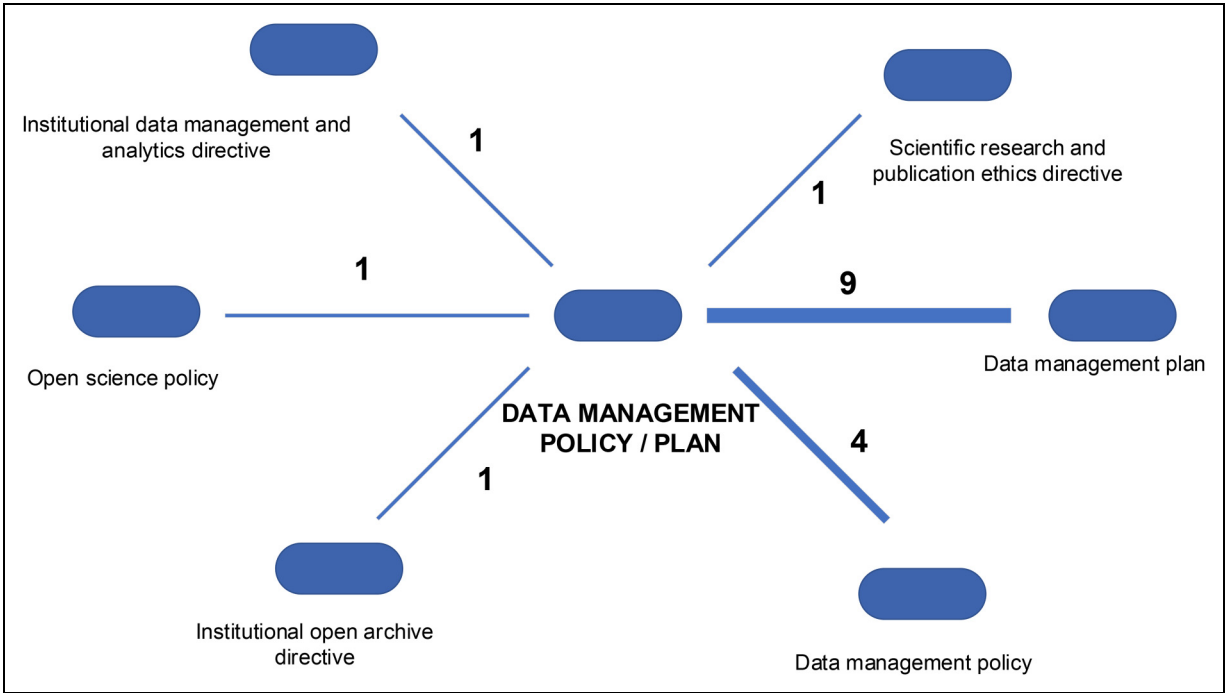 Institutional data management and
analytics directive
1
Scientific research and
publication ethics directive
1
1
Open science policy
9
Data management plan
DATA MANAGEMENT
POLICY / PLAN
4
1
Institutional open archive
directive
Data management policy